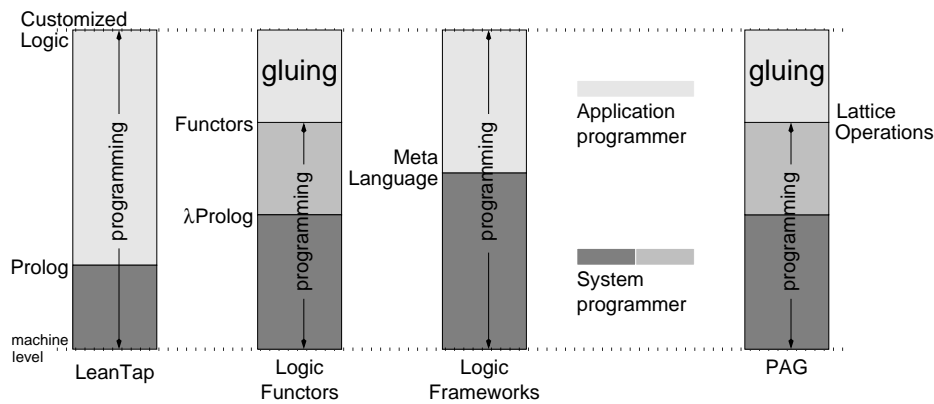 Customized
Logic
gluing
gluing
Application
programmer
Functors
Lattice
Operations
Meta
Language
programming
programming
programming
programming
λProlog
Prolog
System
programmer
machine
level
LeanTap
Logic
Functors
Logic
Frameworks
PAG